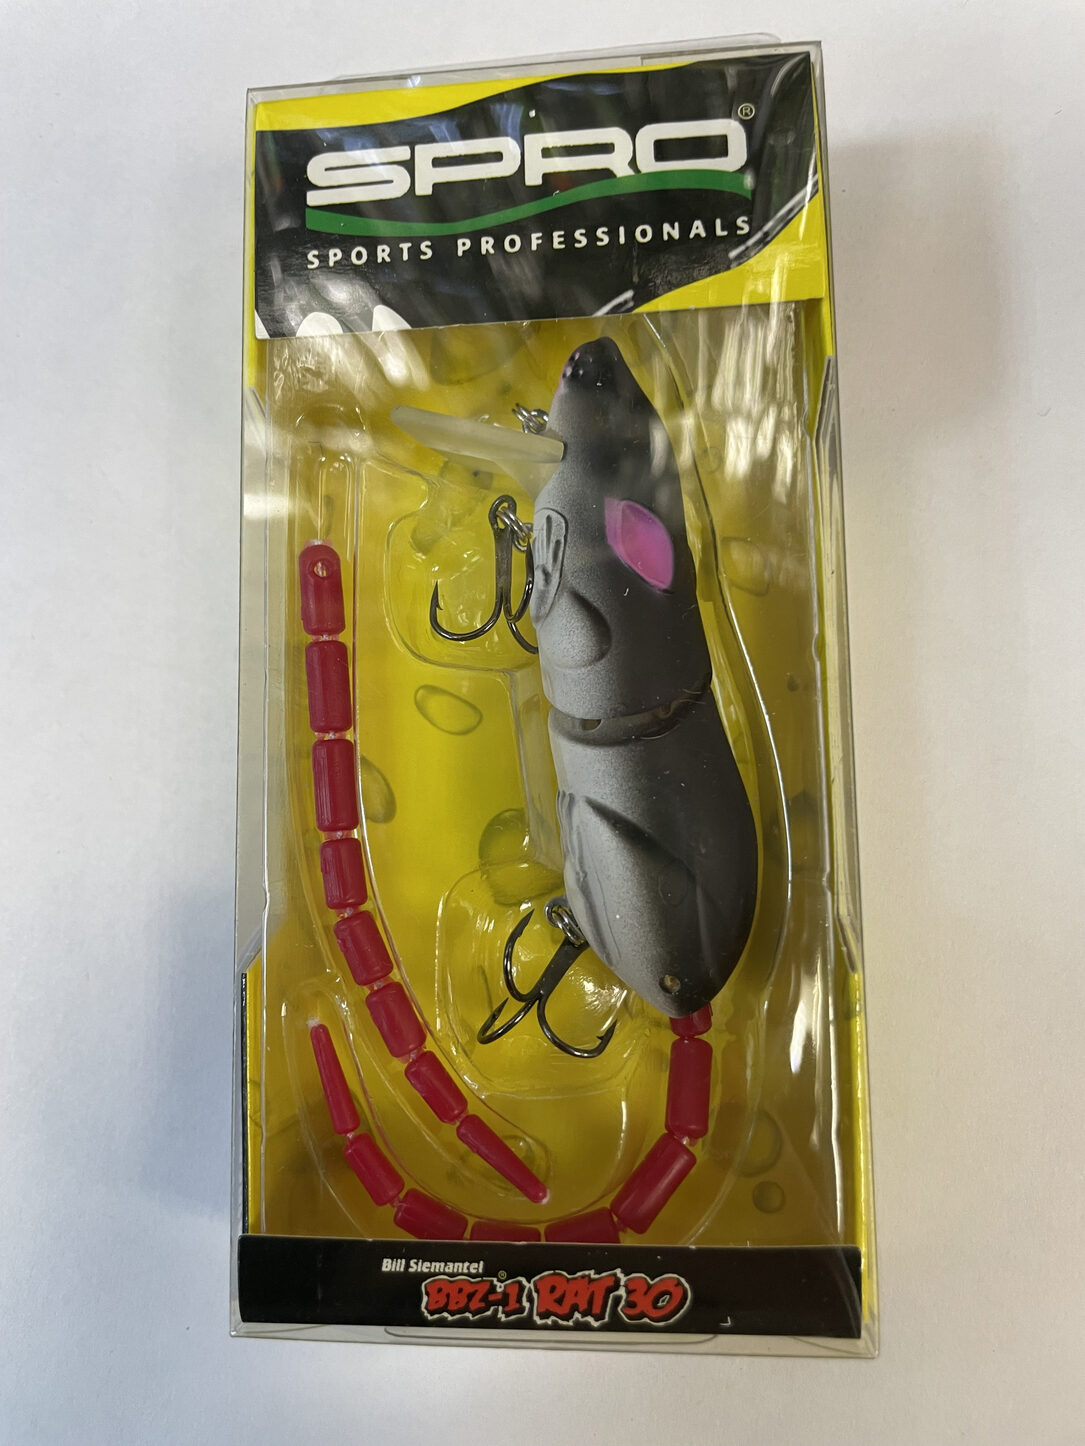 SPRO®
SPORTS PROFESSIONALS
Bill Siemantel
BBZ-1® RAT 30